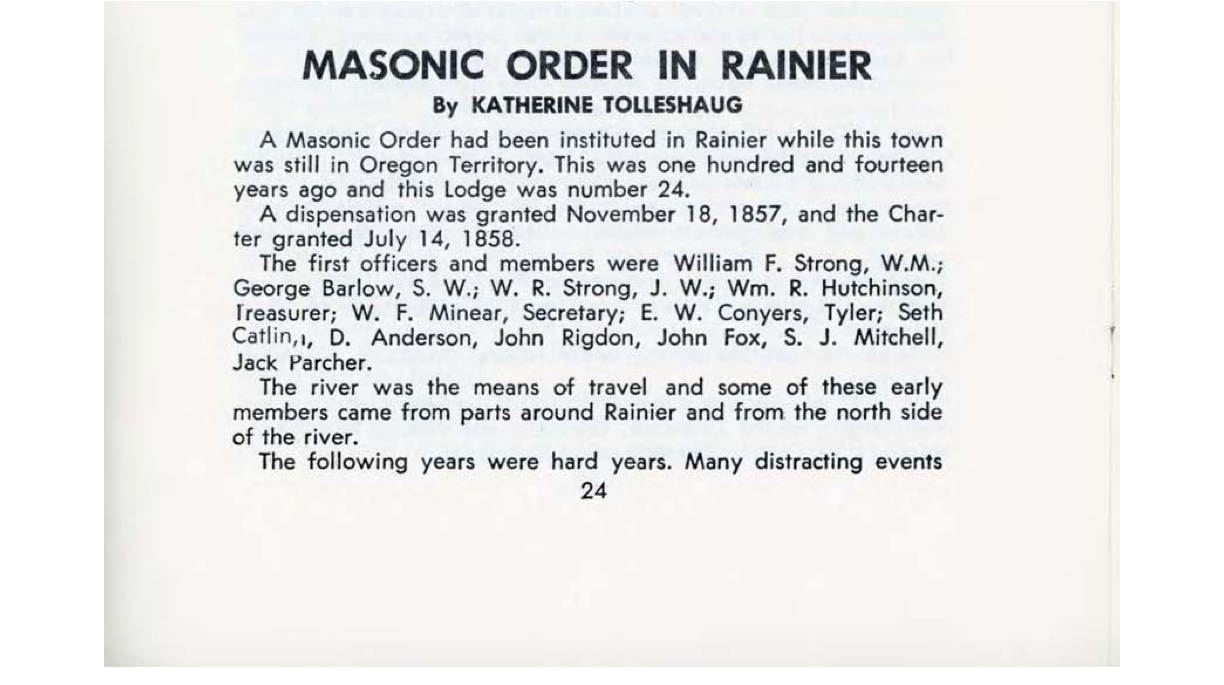 MASONIC ORDER IN RAINIER
By KATHERINE TOLLESHAUG
A Masonic Order had been instituted in Rainier while this town
was still in Oregon Territory. This was one hundred and fourteen
years ago and this Lodge was number 24.
A dispensation was granted November 18, 1857, and the Char-
ter granted July 14, 1858.
The first officers and members were William F. Strong, W.M.;
George Barlow, S. W.; W. R. Strong, J. W.; Wm. R. Hutchinson,
Treasurer; W. F. Minear, Secretary; E. W. Conyers, Tyler; Seth
Catlin,ı, D. Anderson, John Rigdon, John Fox, S. J. Mitchell,
Jack Parcher.
The river was the means of travel and some of these early
members came from parts around Rainier and from the north side
of the river.
The following years were hard years. Many distracting events
24